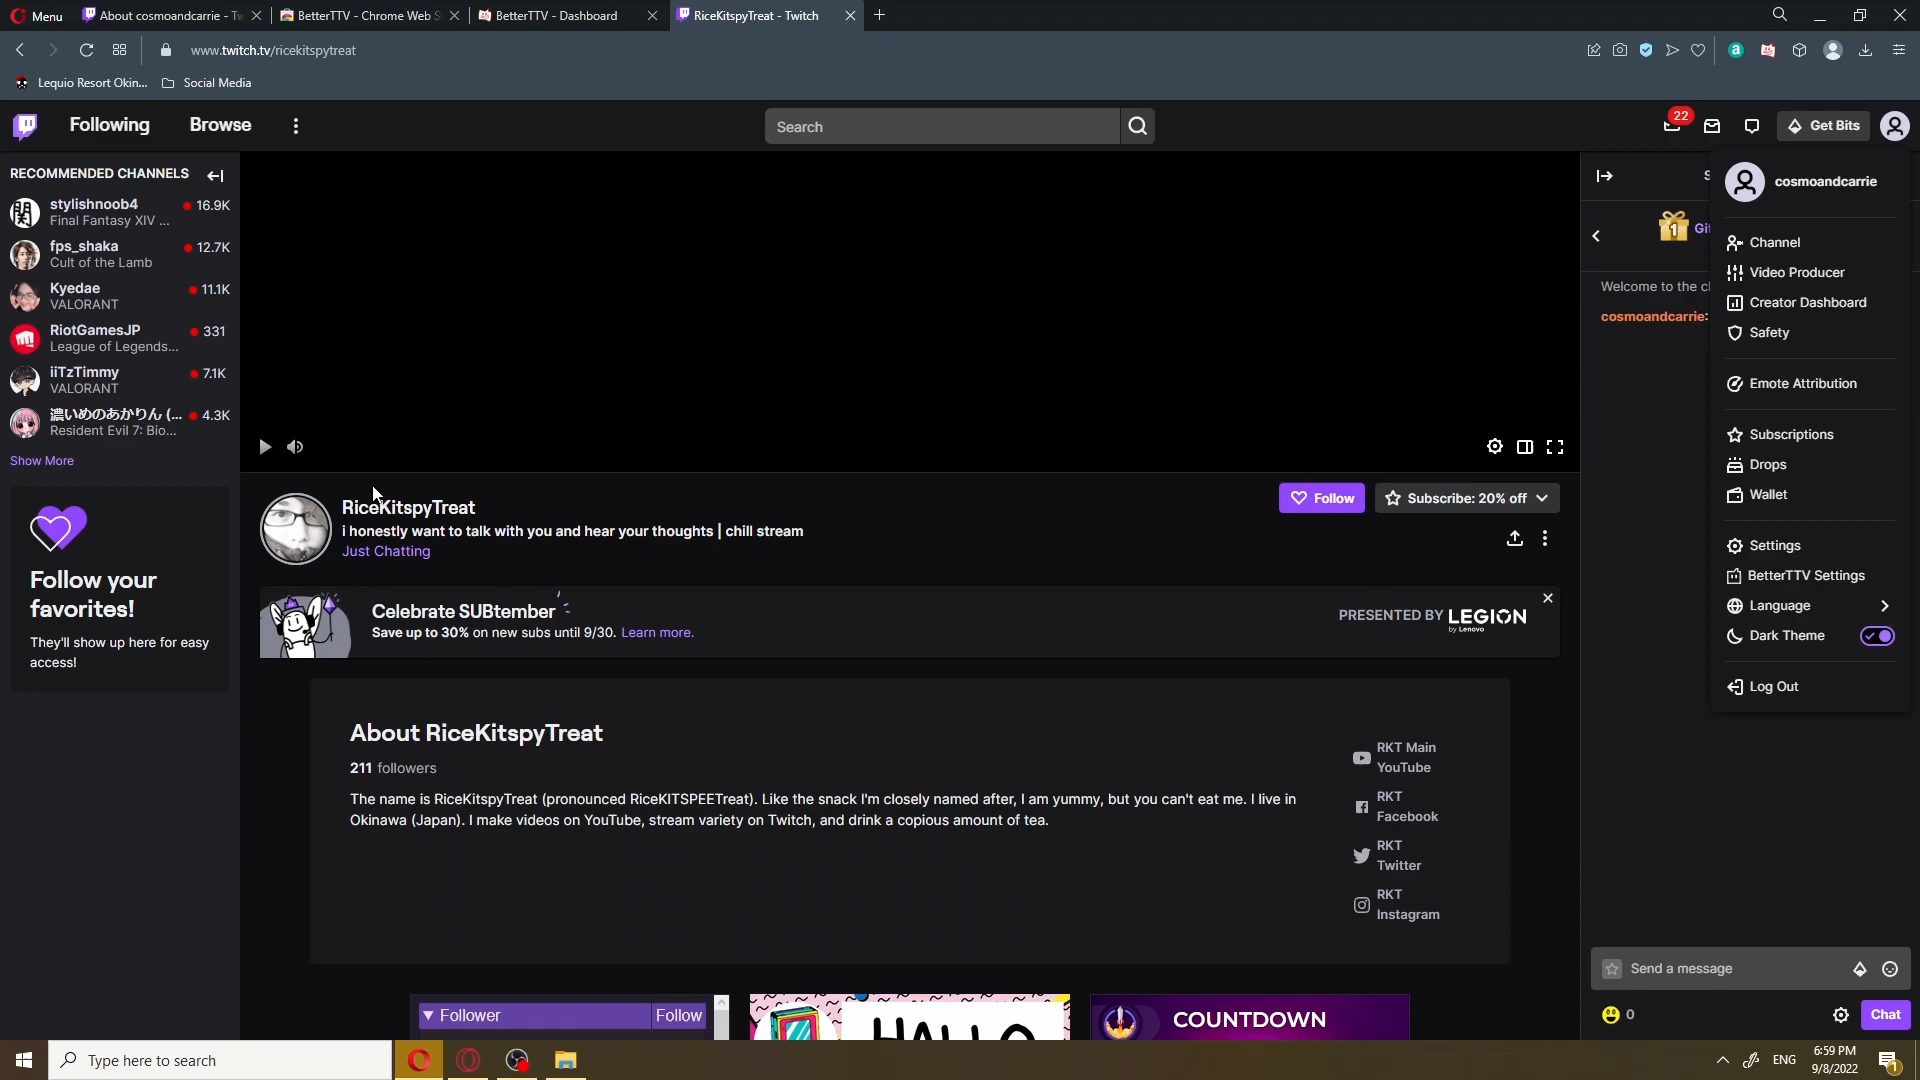 Menu
About cosmoandcarrie - Tw
BetterTTV - Chrome Web S
BetterTTV - Dashboard
RiceKitspyTreat - Twitch
www.twitch.tv/ricekitspytreat
Lequio Resort Okin...
Social Media
Following
Browse
Search
22
Get Bits
RECOMMENDED CHANNELS
stylishnoob4
16.9K
Final Fantasy XIV ...
fps_shaka
12.7K
Cult of the Lamb
Kyedae
11.1K
VALORANT
RiotGamesJP
331
League of Legends...
iiTzTimmy
7.1K
VALORANT
濃いめのあかりん (...
4.3K
Resident Evil 7: Bio...
Show More
Follow your
favorites!
They'll show up here for easy
access!
RiceKitspyTreat
i honestly want to talk with you and hear your thoughts | chill stream
Just Chatting
Follow
Subscribe: 20% off
Celebrate SUBtember
Save up to 30% on new subs until 9/30. Learn more.
PRESENTED BY LEGION
by Lenovo
About RiceKitspyTreat
211 followers
The name is RiceKitspyTreat (pronounced RiceKITSPEETreat). Like the snack I'm closely named after, I am yummy, but you can't eat me. I live in
Okinawa (Japan). I make videos on YouTube, stream variety on Twitch, and drink a copious amount of tea.
RKT Main
YouTube
RKT
Facebook
RKT
Twitter
RKT
Instagram
Follower
Follow
HALLO
COUNTDOWN
S
1
Gif
Welcome to the c
cosmoandcarrie:
cosmoandcarrie
Channel
Video Producer
Creator Dashboard
Safety
Emote Attribution
Subscriptions
Drops
Wallet
Settings
BetterTTV Settings
Language
Dark Theme
Log Out
Send a message
0
Chat
Type here to search
ENG
6:59 PM
9/8/2022
1